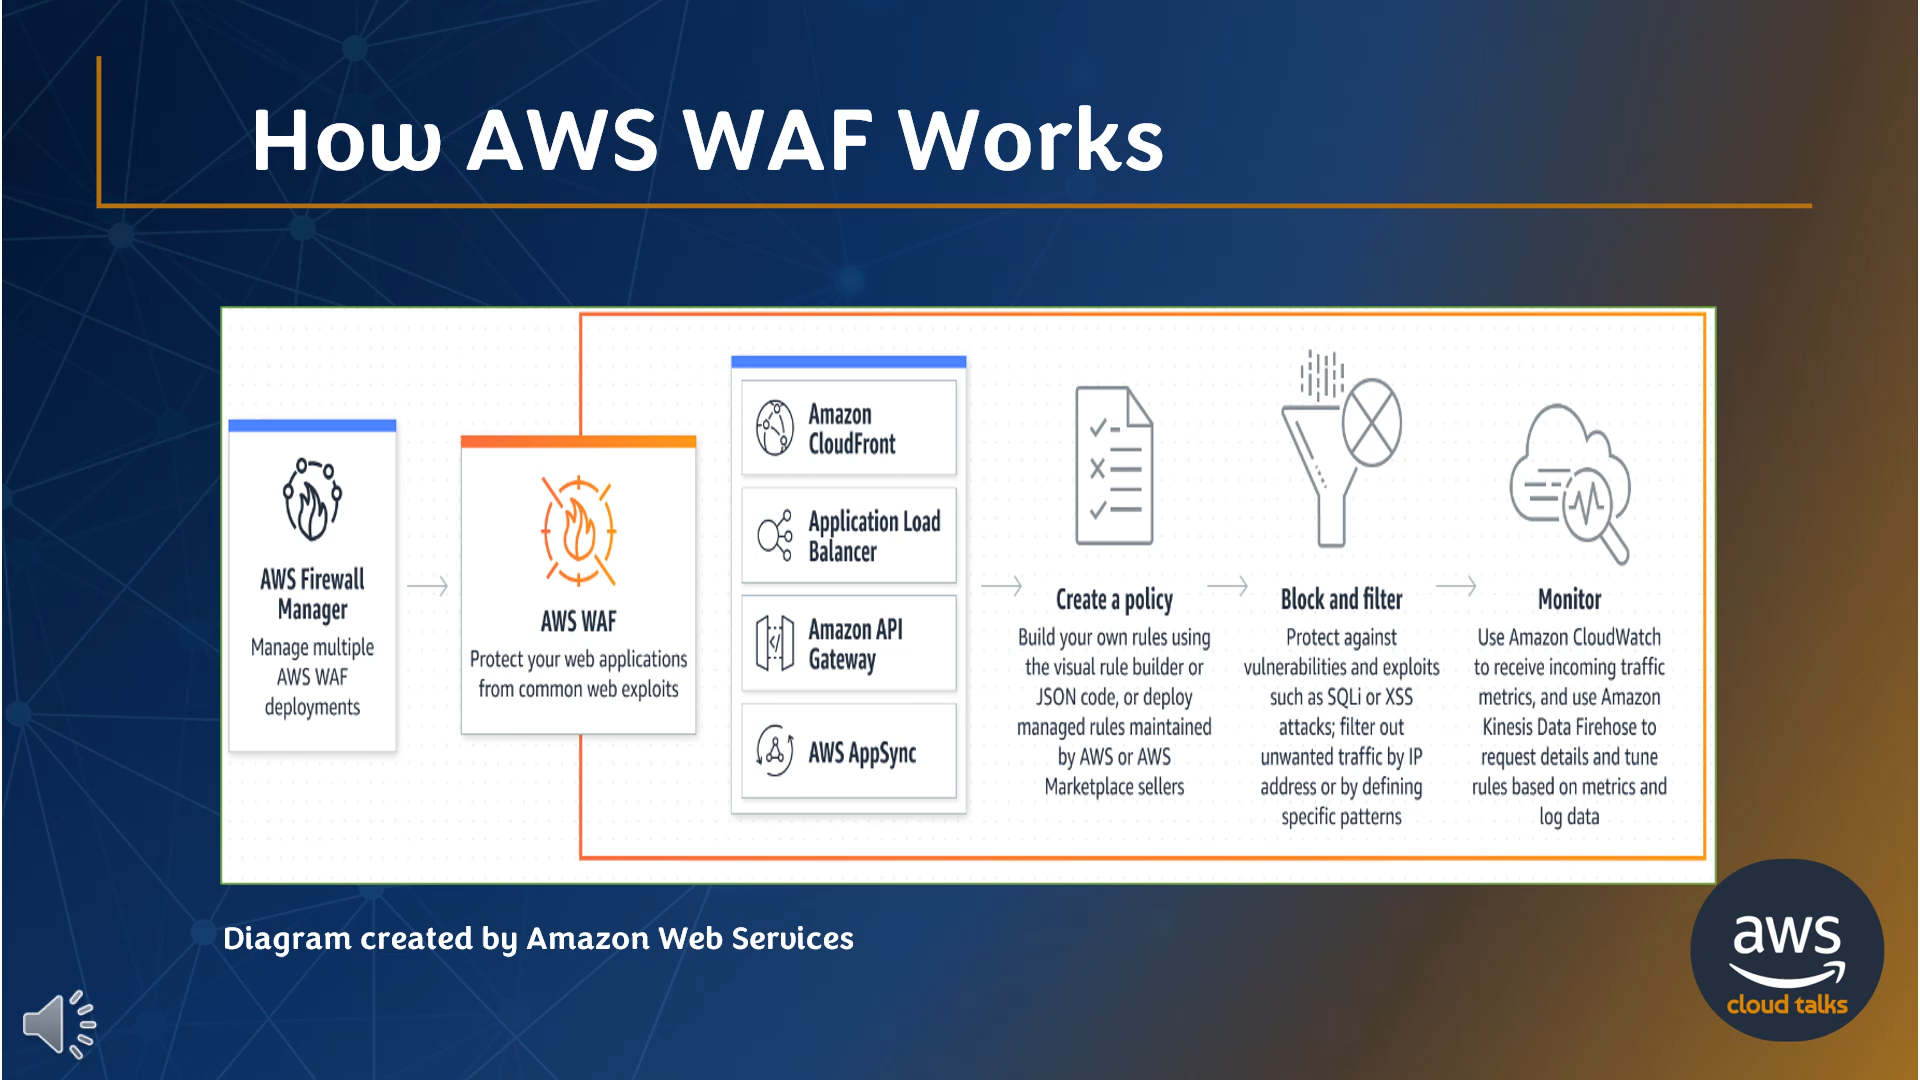 How AWS WAF Works
AWS Firewall
Manager
Manage multiple
AWS WAF
deployments
AWS WAF
Protect your web applications
from common web exploits
Amazon
CloudFront
Application Load
Balancer
Amazon API
Gateway
AWS AppSync
Create a policy
Build your own rules using
the visual rule builder or
JSON code, or deploy
managed rules maintained
by AWS or AWS
Marketplace sellers
Block and filter
Protect against
vulnerabilities and exploits
such as SQLi or XSS
attacks; filter out
unwanted traffic by IP
address or by defining
specific patterns
Monitor
Use Amazon CloudWatch
to receive incoming traffic
metrics, and use Amazon
Kinesis Data Firehose to
request details and tune
rules based on metrics and
log data
Diagram created by Amazon Web Services
aws
cloud talks